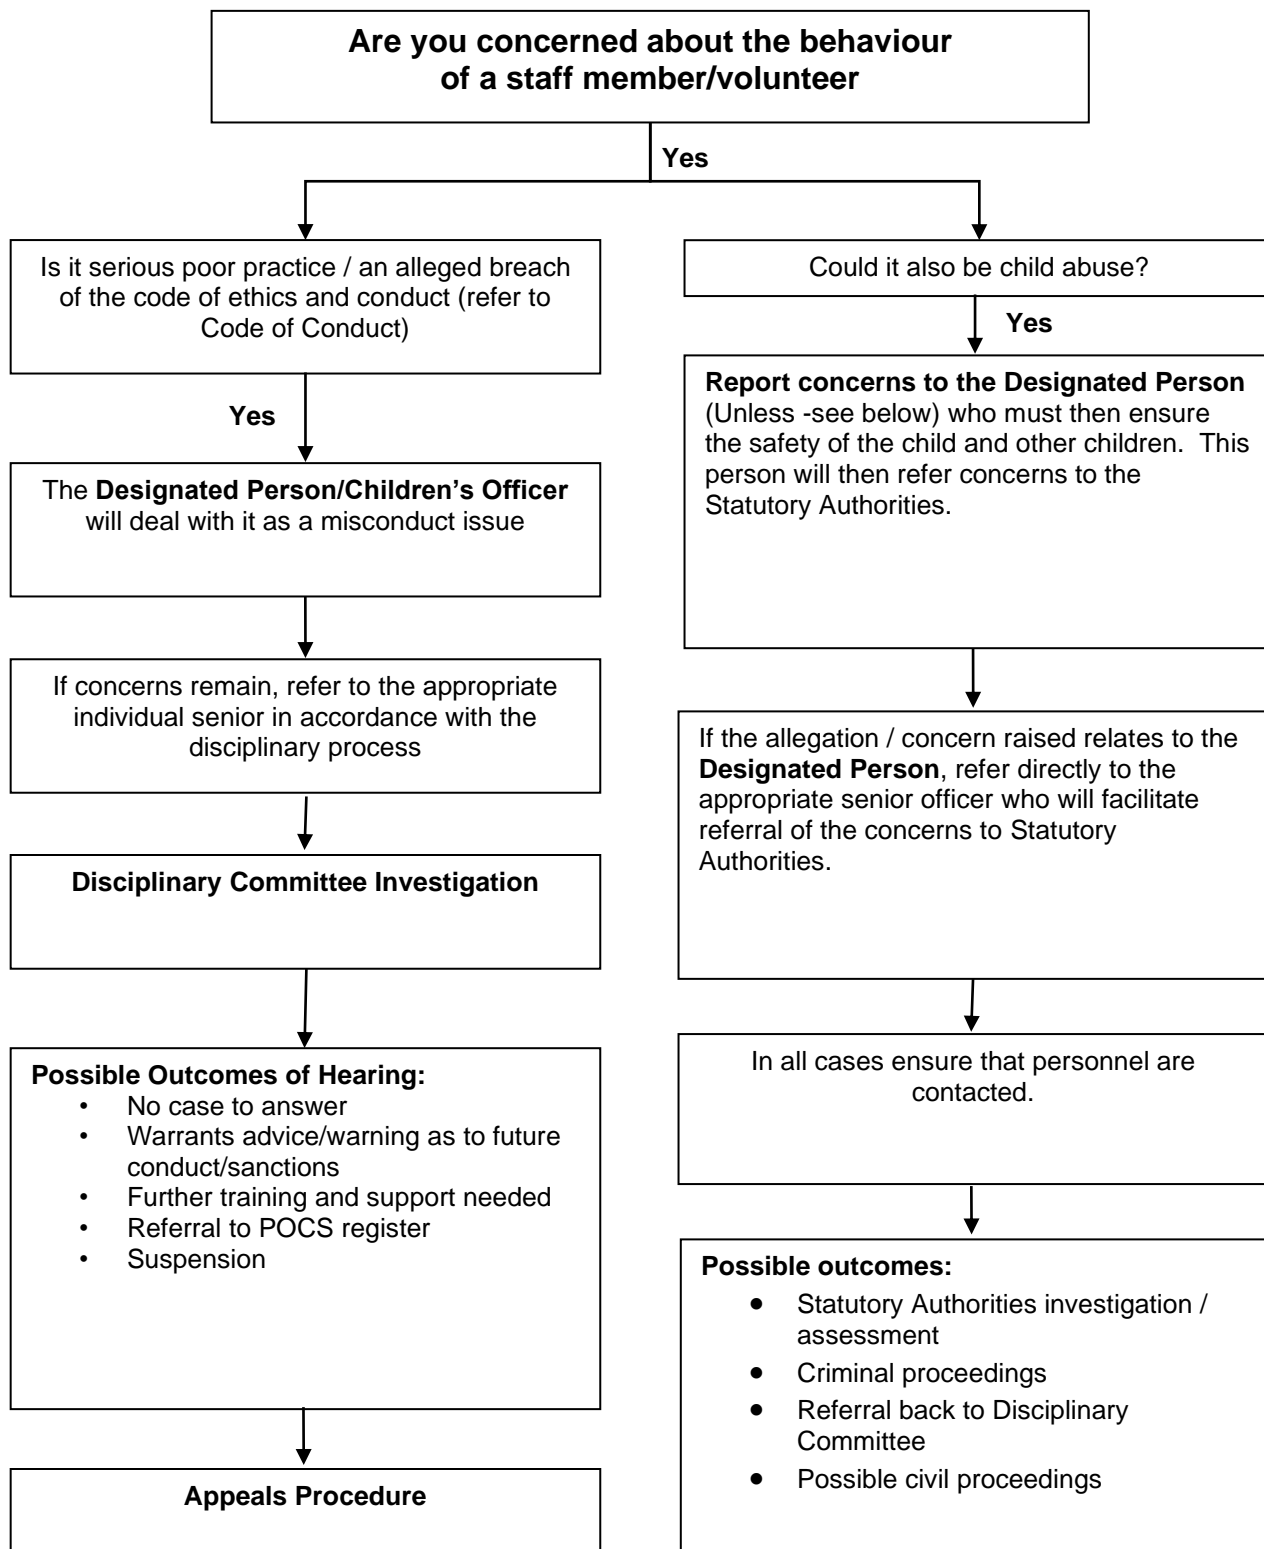 Are you concerned about the behaviour
of a staff member/volunteer
Yes
Is it serious poor practice / an alleged breach
of the code of ethics and conduct (refer to
Code of Conduct)
Yes
The Designated Person/Children’s Officer
will deal with it as a misconduct issue
If concerns remain, refer to the appropriate
individual senior in accordance with the
disciplinary process
Disciplinary Committee Investigation
Possible Outcomes of Hearing:
• No case to answer
• Warrants advice/warning as to future
conduct/sanctions
• Further training and support needed
• Referral to POCS register
• Suspension
Appeals Procedure
Could it also be child abuse?
Yes
Report concerns to the Designated Person
(Unless -see below) who must then ensure
the safety of the child and other children. This
person will then refer concerns to the
Statutory Authorities.
If the allegation / concern raised relates to the
Designated Person, refer directly to the
appropriate senior officer who will facilitate
referral of the concerns to Statutory
Authorities.
In all cases ensure that personnel are
contacted.
Possible outcomes:
• Statutory Authorities investigation /
assessment
• Criminal proceedings
• Referral back to Disciplinary
Committee
• Possible civil proceedings